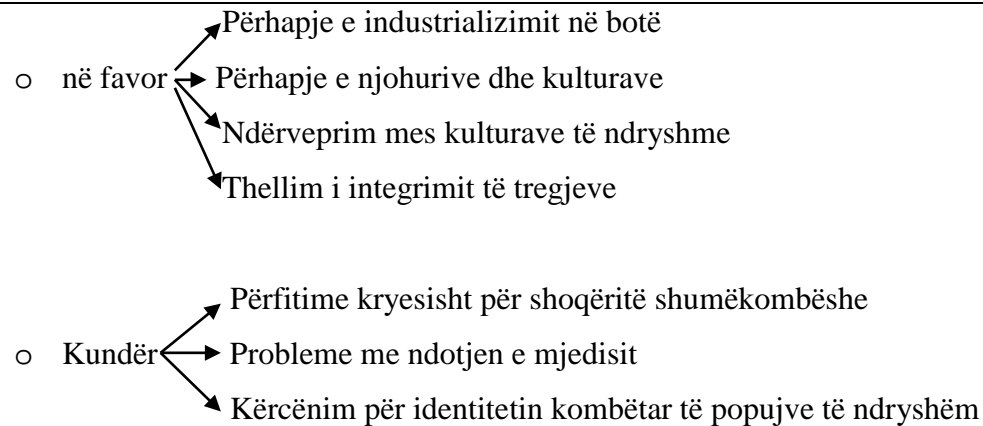 Përhapje e industrializimit në botë
o në favor Përhapje e njohurive dhe kulturave
Ndërveprim mes kulturave të ndryshme
Thellim i integrimit të tregjeve
Përfitime kryesisht për shoqëritë shumëkombëshe
o Kundër Probleme me ndotjen e mjedisit
Kërcënim për identitetin kombëtar të popujve të ndryshëm